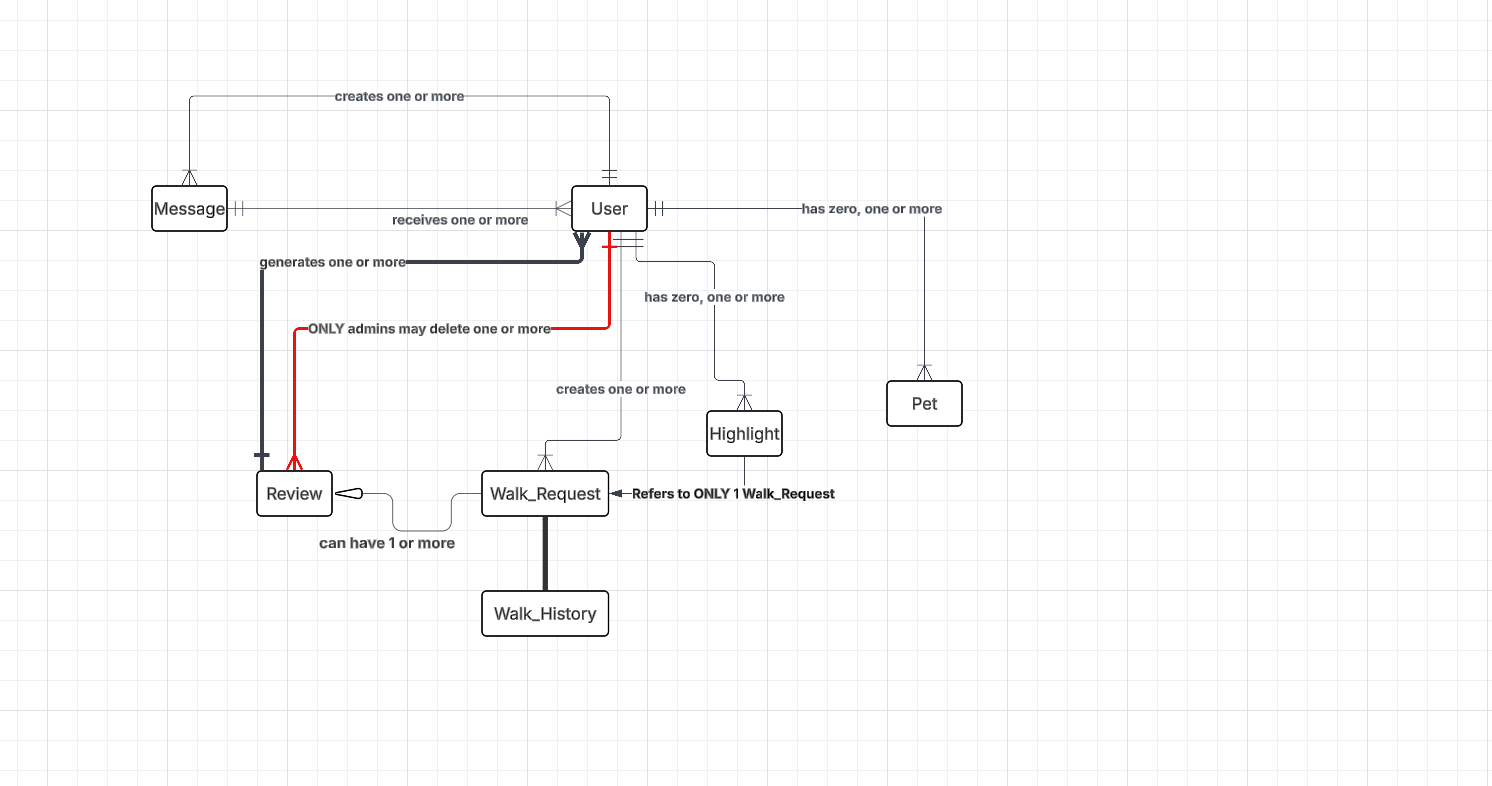 creates one or more
Message
User
has zero, one or more
receives one or more
generates one or more
has zero, one or more
ONLY admins may delete one or more
creates one or more
Pet
Highlight
Review
Walk_Request
Refers to ONLY 1 Walk_Request
can have 1 or more
Walk_History